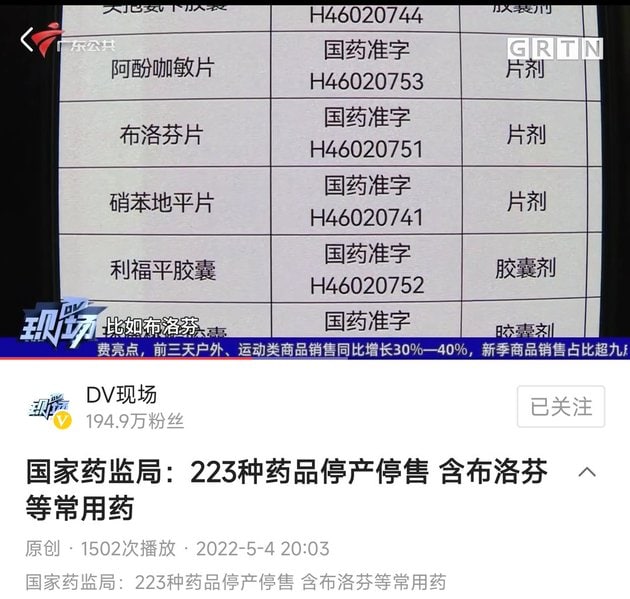 H46020744
广东公共
GRTN
阿酚咖敏片
国药准字
H46020753
片剂
布洛芬片
国药准字
H46020751
片剂
硝苯地平片
国药准字
H46020741
片剂
利福平胶囊
国药准字
H46020752
胶囊剂
国药准字
胶囊剂
DV现场
比如布洛芬
费亮点，前三天户外、运动类商品销售同比增长30%—40%，新季商品销售占比超九
DV现场
194.9万粉丝
已关注
国家药监局：223种药品停产停售 含布洛芬
等常用药
原创 · 1502次播放 · 2022-5-4 20:03
国家药监局：223种药品停产停售 含布洛芬等常用药